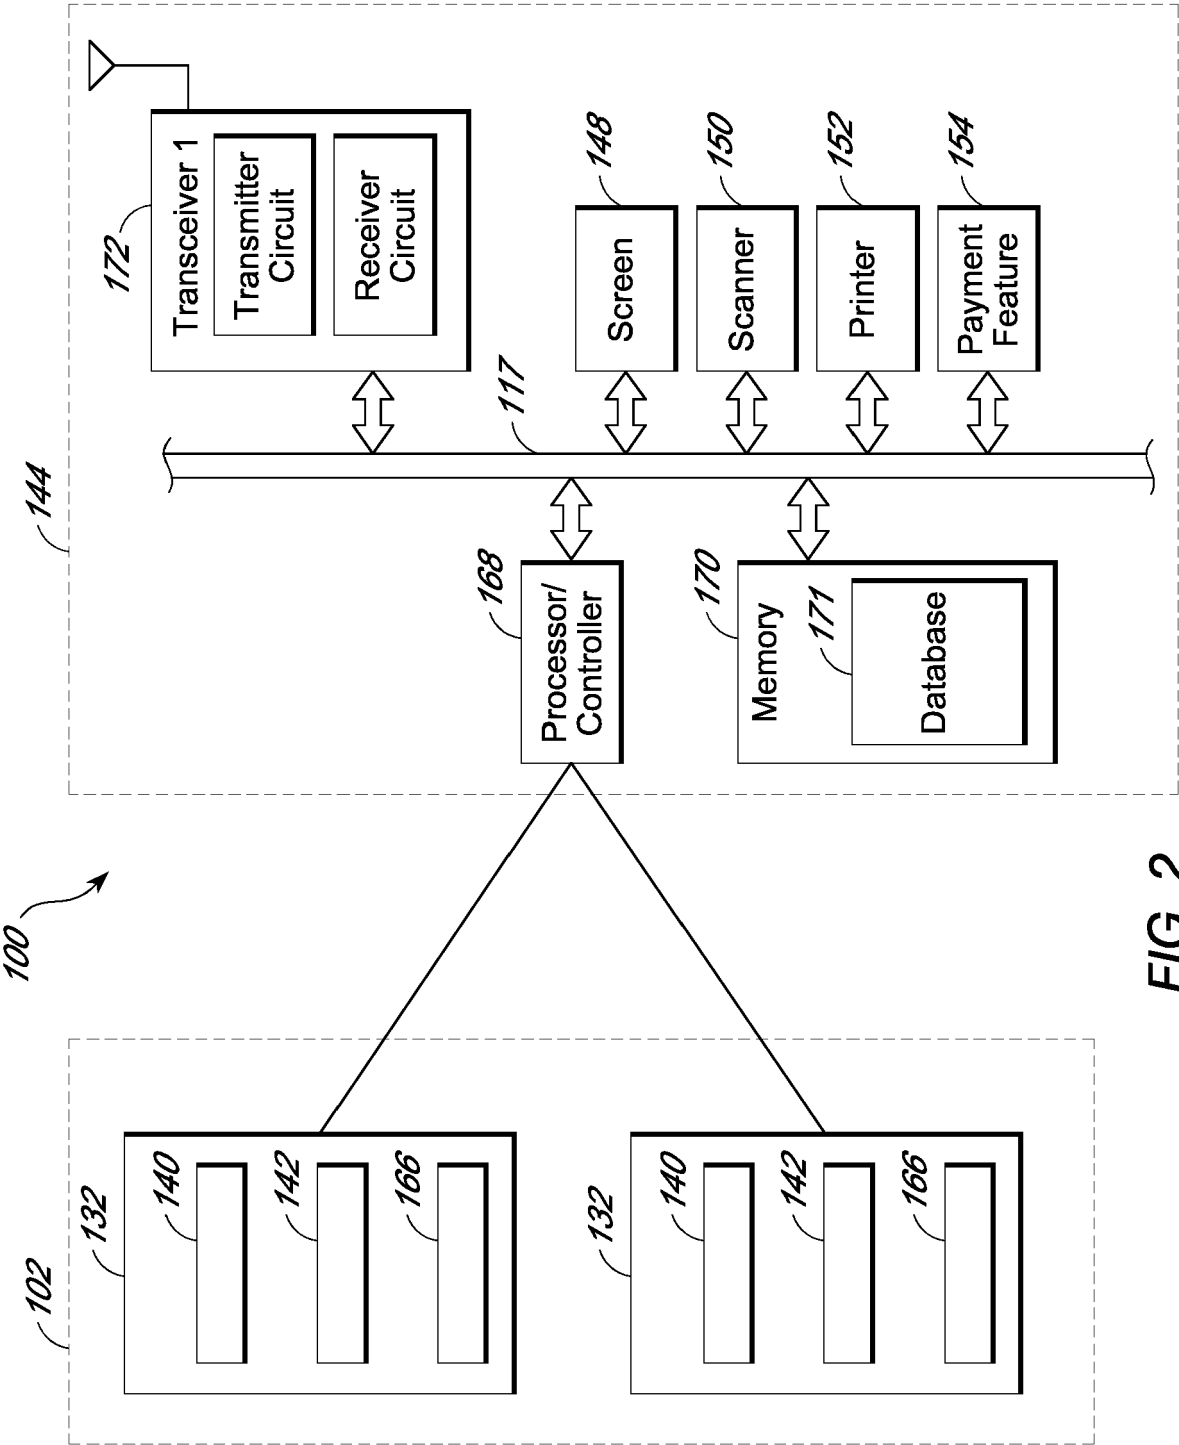 100
102
144
132
140
142
166
132
140
142
166
172
Transceiver 1
Transmitter
Circuit
Receiver
Circuit
117
168
Processor/
Controller
170
Memory
171
Database
148
Screen
150
Scanner
152
Printer
154
Payment
Feature
FIG. 2